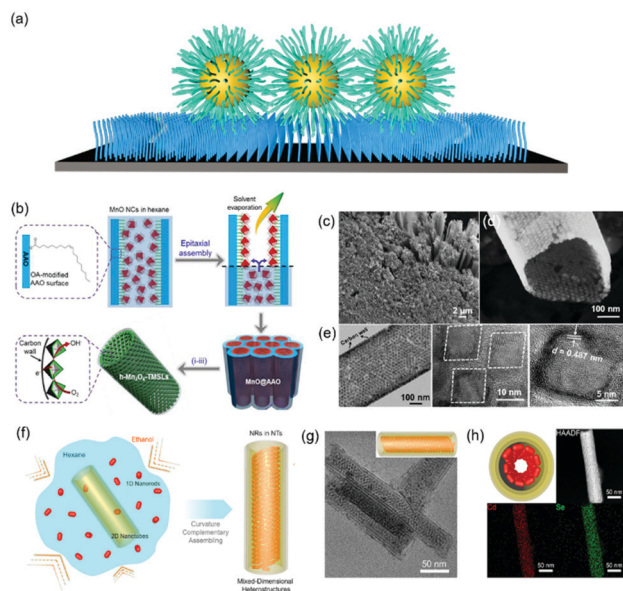 (a)
(b)
MnO NCs in hexane
Solvent
evaporation
AAO
OA-modified
AAO surface
Epitaxial
assembly
Carbon
wall
OH⁻
e⁻
O₂
h-Mn₃O₄-TMSLs
(i-iii)
MnO@AAO
(c)
2 μm
(d)
100 nm
(e)
Carbon wall
100 nm
10 nm
d = 0.487 nm
5 nm
(f)
Hexane
Ethanol
1D Nanorods
2D Nanotubes
Curvature
Complementary
Assembling
NRs in NTs
Mixed-Dimensional
Heterostructures
(g)
50 nm
(h)
HAADF
50 nm
Cd
50 nm
Se
50 nm